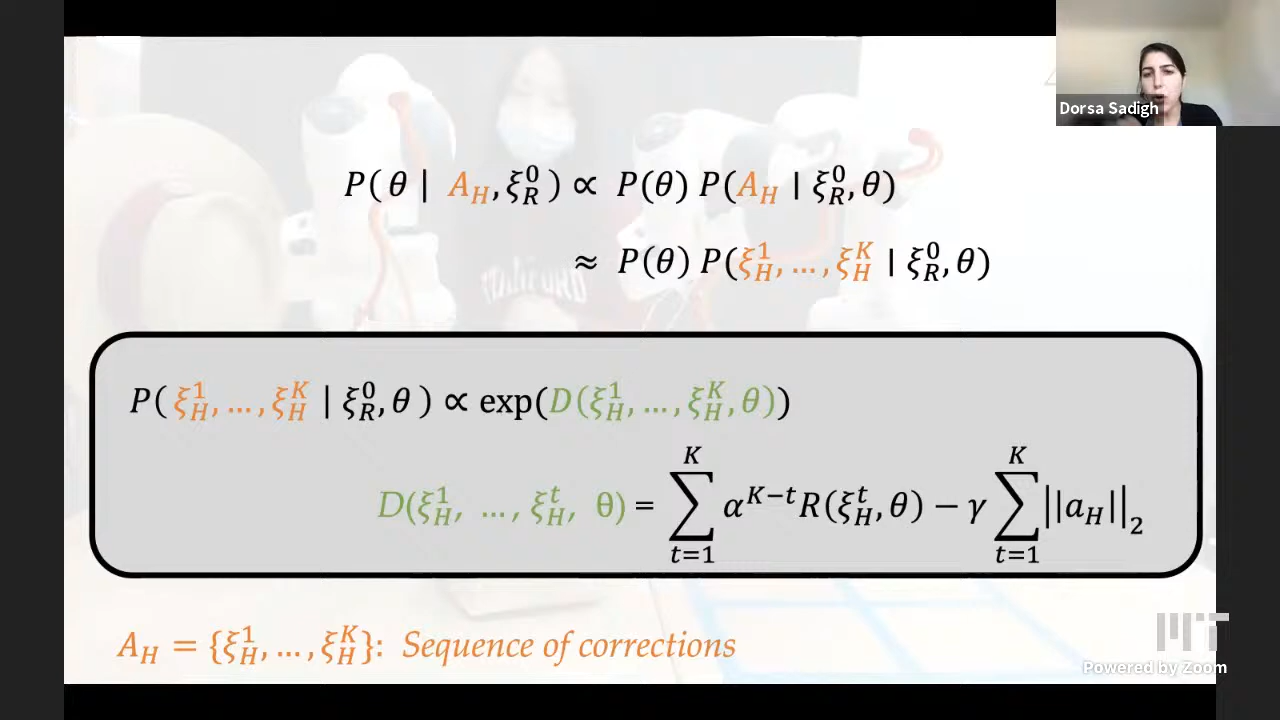 Dorsa Sadigh
P( θ | A_H, ξ_R^0 ) ∝ P(θ) P(A_H | ξ_R^0, θ)
≈ P(θ) P(ξ_H^1, …, ξ_H^K | ξ_R^0, θ)
P( ξ_H^1, …, ξ_H^K | ξ_R^0, θ ) ∝ exp(D(ξ_H^1, …, ξ_H^K, θ))
D(ξ_H^1, …, ξ_H^t, θ) = ∑_{t=1}^{K} α^{K−t} R(ξ_H^t, θ) − γ ∑_{t=1}^{K} ||a_H||_2
A_H = {ξ_H^1, …, ξ_H^K}: Sequence of corrections
MIT
Powered by Zoom